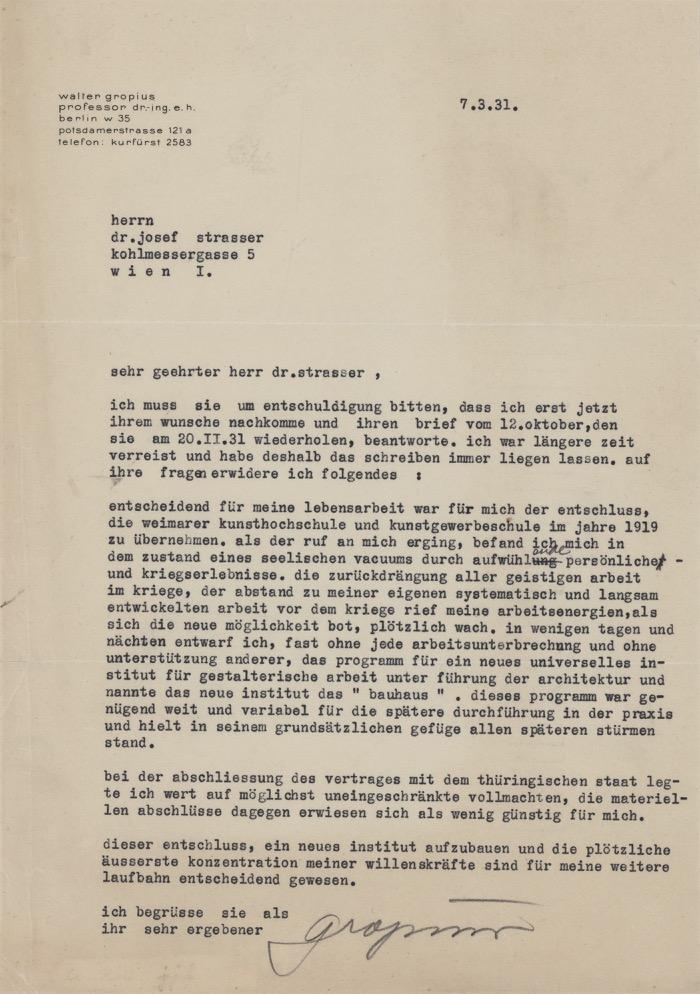 walter gropius
professor dr.-ing. e. h.
berlin w 35
potsdamerstrasse 121 a
telefon: kurfürst 2583
7.3.31.
herrn
dr.josef strasser
kohlmessergasse 5
w i e n I.
sehr geehrter herr dr.strasser ,
ich muss sie um entschuldigung bitten, dass ich erst jetzt
ihrem wunsche nachkomme und ihren brief vom 12.oktober,den
sie am 20.II.31 wiederholen, beantworte. ich war längere zeit
verreist und habe deshalb das schreiben immer liegen lassen. auf
ihre fragen erwidere ich folgendes :
entscheidend für meine lebensarbeit war für mich der entschluss,
die weimarer kunsthochschule und kunstgewerbeschule im jahre 1919
zu übernehmen. als der ruf an mich erging, befand ich mich in
dem zustand eines seelischen vacuums durch aufwühlende persönliche -
und kriegserlebnisse. die zurückdrängung aller geistigen arbeit
im kriege, der abstand zu meiner eigenen systematisch und langsam
entwickelten arbeit vor dem kriege rief meine arbeitsenergien,als
sich die neue möglichkeit bot, plötzlich wach. in wenigen tagen und
nächten entwarf ich, fast ohne jede arbeitsunterbrechnung und ohne
unterstützung anderer, das programm für ein neues universelles in-
stitut für gestalterische arbeit unter führung der architektur und
nannte das neue institut das " bauhaus " . dieses programm war ge-
nügend weit und variabel für die spätere durchführung in der praxis
und hielt in seinem grundsätzlichen gefüge allen späteren stürmen
stand.
bei der abschliessung des vertrages mit dem thüringischen staat leg-
te ich wert auf möglichst uneingeschränkte vollmachten, die materiel-
len abschlüsse dagegen erwiesen sich als wenig günstig für mich.
dieser entschluss, ein neues institut aufzubauen und die plötzliche
äusserste konzentration meiner willenskräfte sind für meine weitere
laufbahn entscheidend gewesen.
ich begrüsse sie als
ihr sehr ergebener gropius